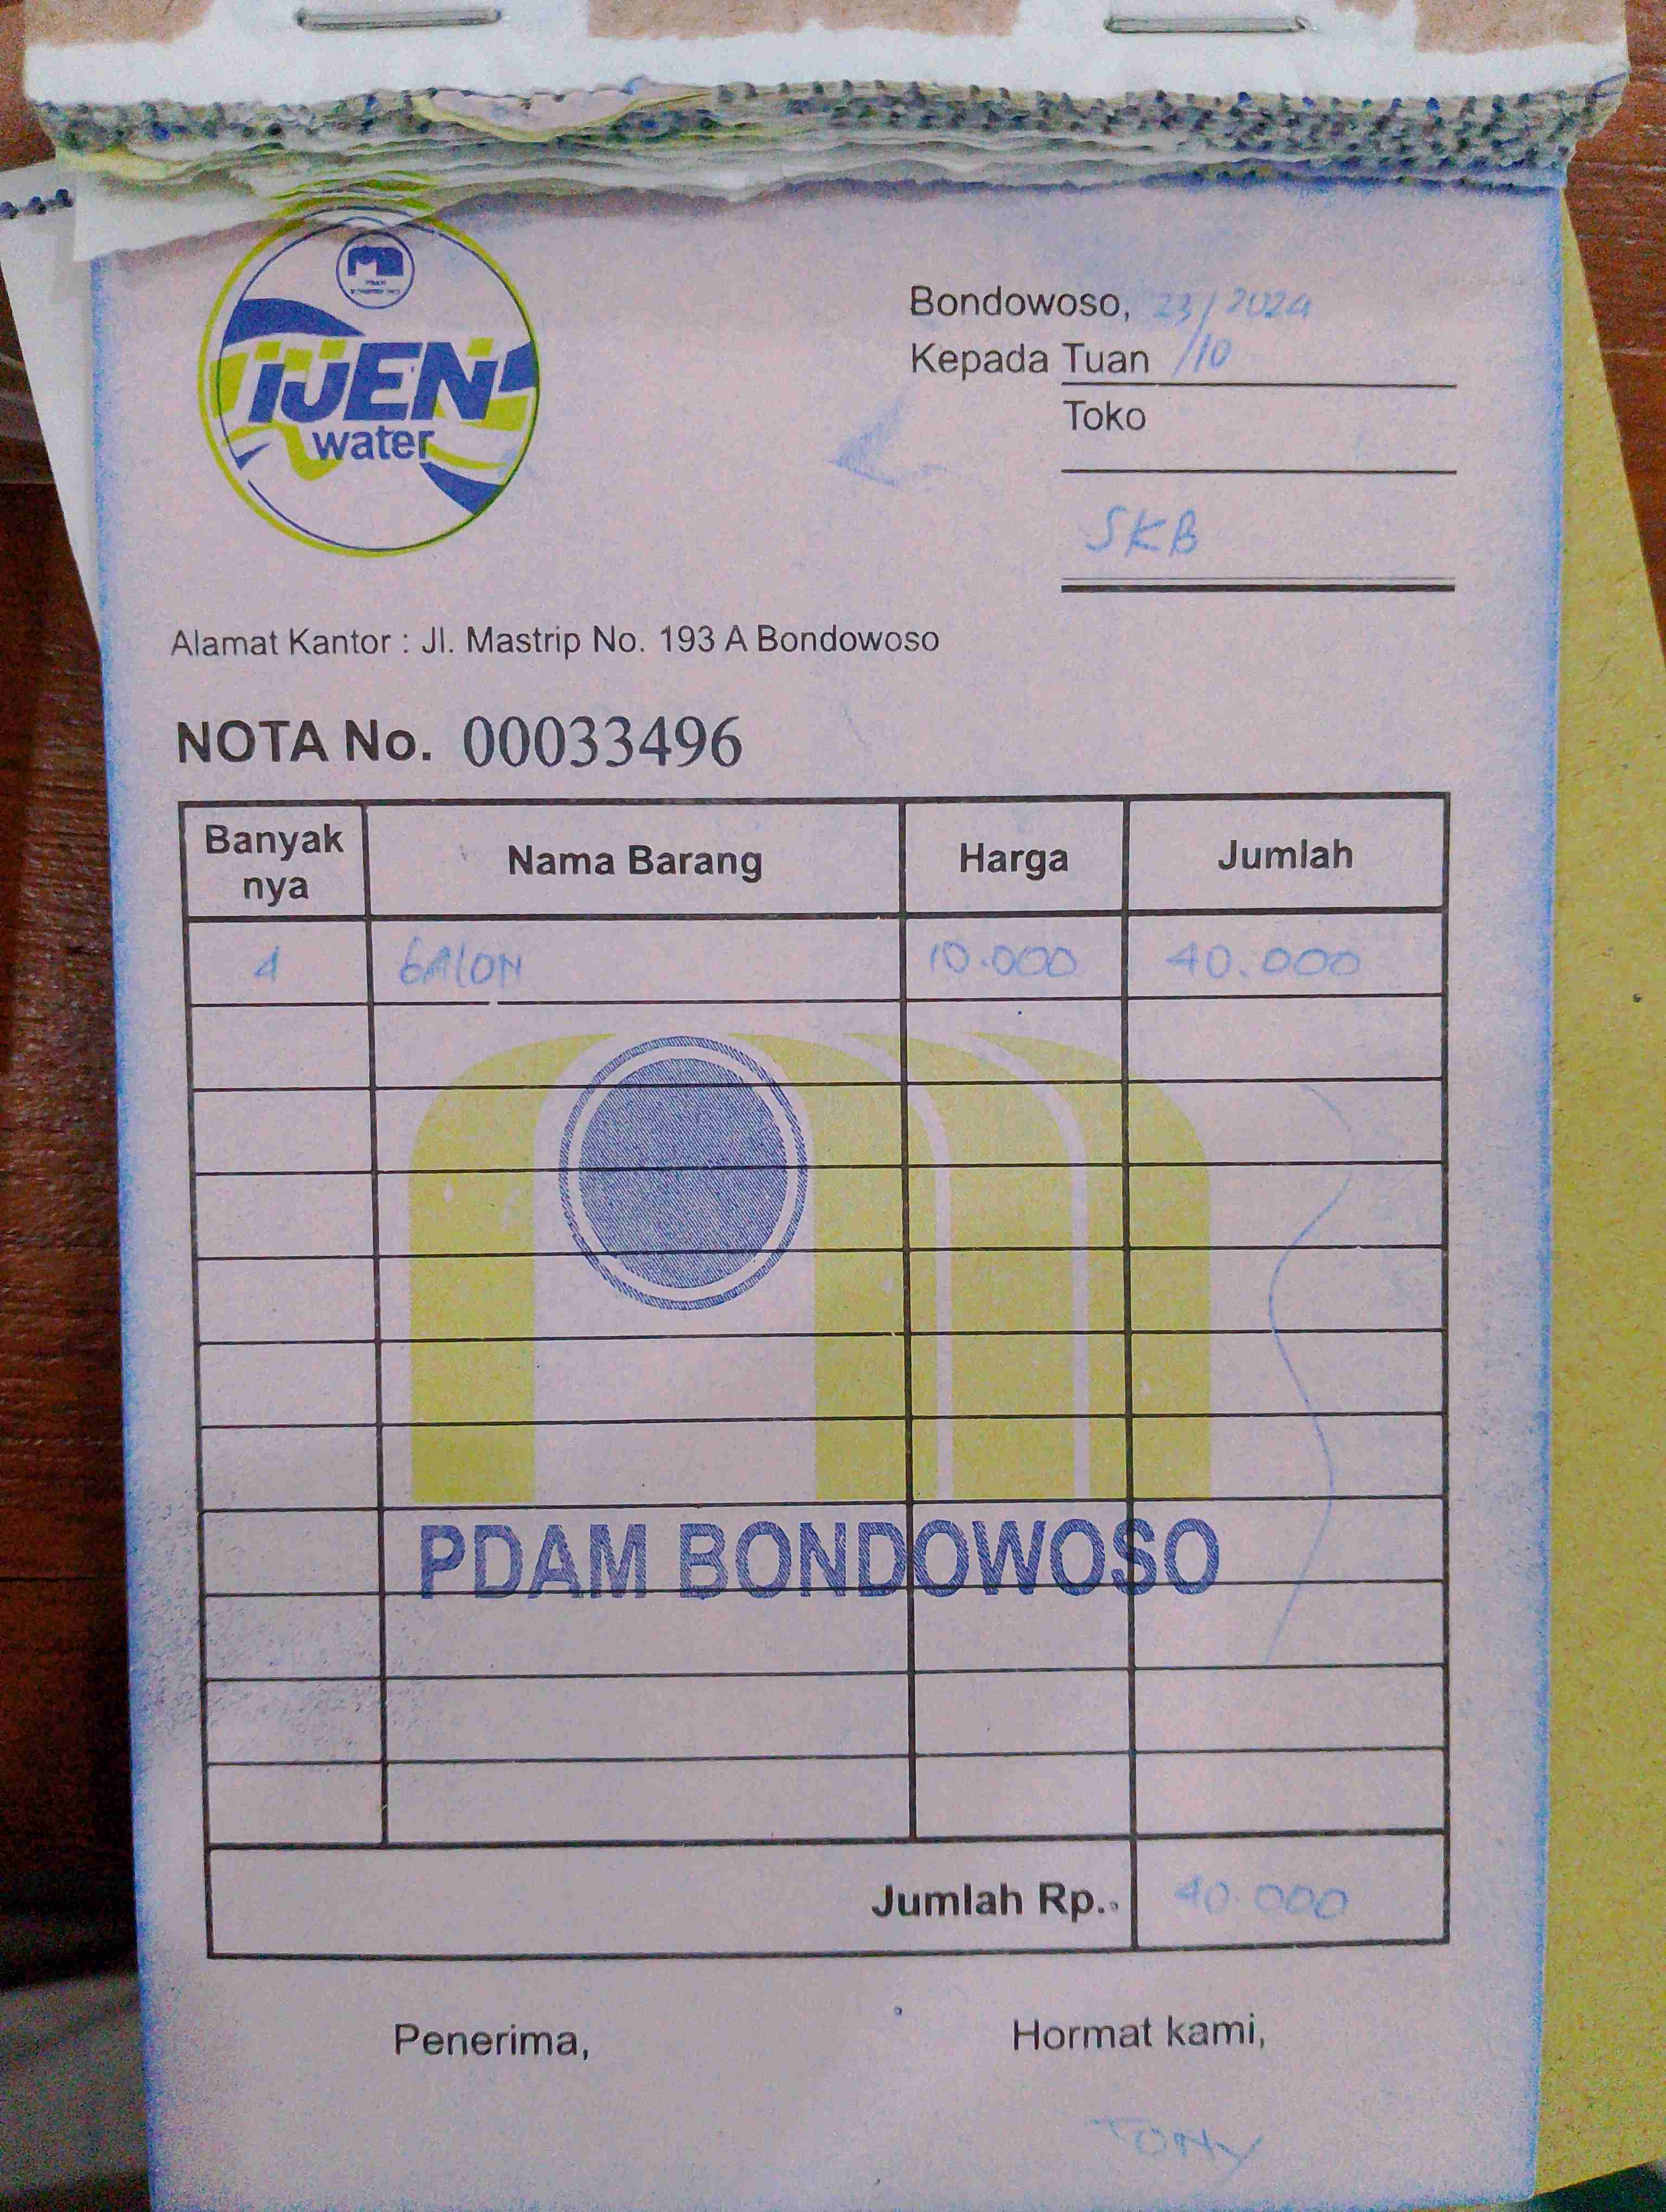 IJEN
water
Bondowoso, 23/10 2024
Kepada Tuan
Toko
SKB
Alamat Kantor : Jl. Mastrip No. 193 A Bondowoso
NOTA No. 00033496
Banyak nya Nama Barang Harga Jumlah
4 GALON 10.000 40.000
PDAM BONDOWOSO
Jumlah Rp. 40.000
Penerima, Hormat kami,
TONY